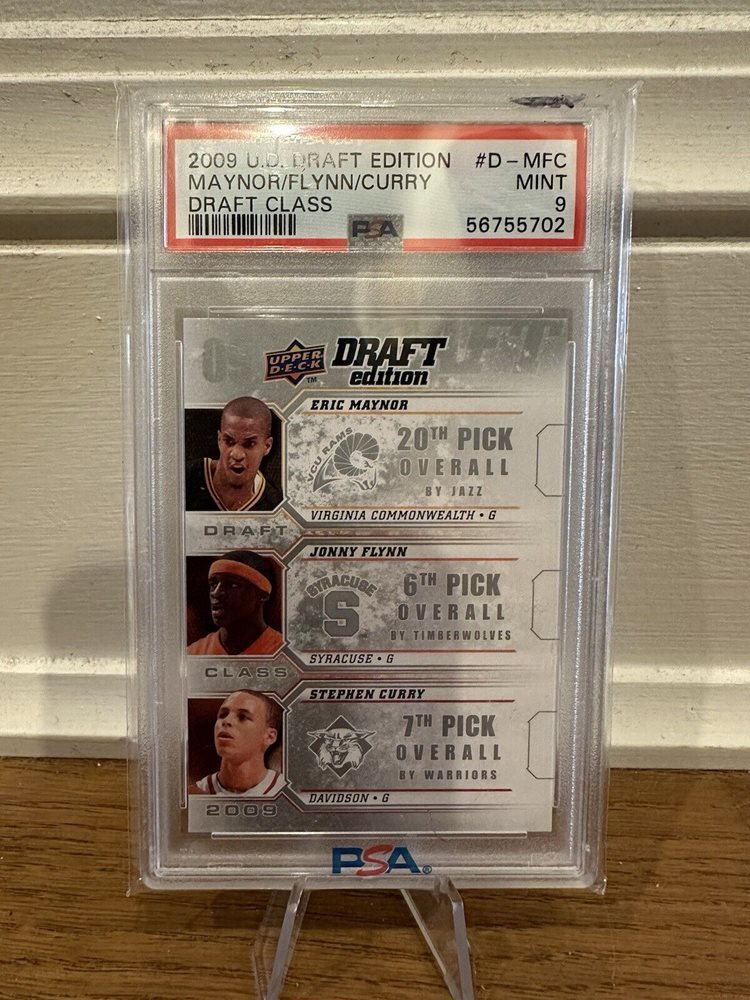 2009 U.D. DRAFT EDITION #D-MFC
MAYNOR/FLYNN/CURRY MINT
DRAFT CLASS 9
PSA 56755702
DRAFT
UPPER DECK™ DRAFT edition
ERIC MAYNOR
VCU RAMS 20TH PICK
OVERALL
BY JAZZ
VIRGINIA COMMONWEALTH • G
DRAFT
JONNY FLYNN
SYRACUSE S 6TH PICK
OVERALL
BY TIMBERWOLVES
SYRACUSE • G
CLASS
STEPHEN CURRY
7TH PICK
OVERALL
BY WARRIORS
DAVIDSON • G
2009
PSA®